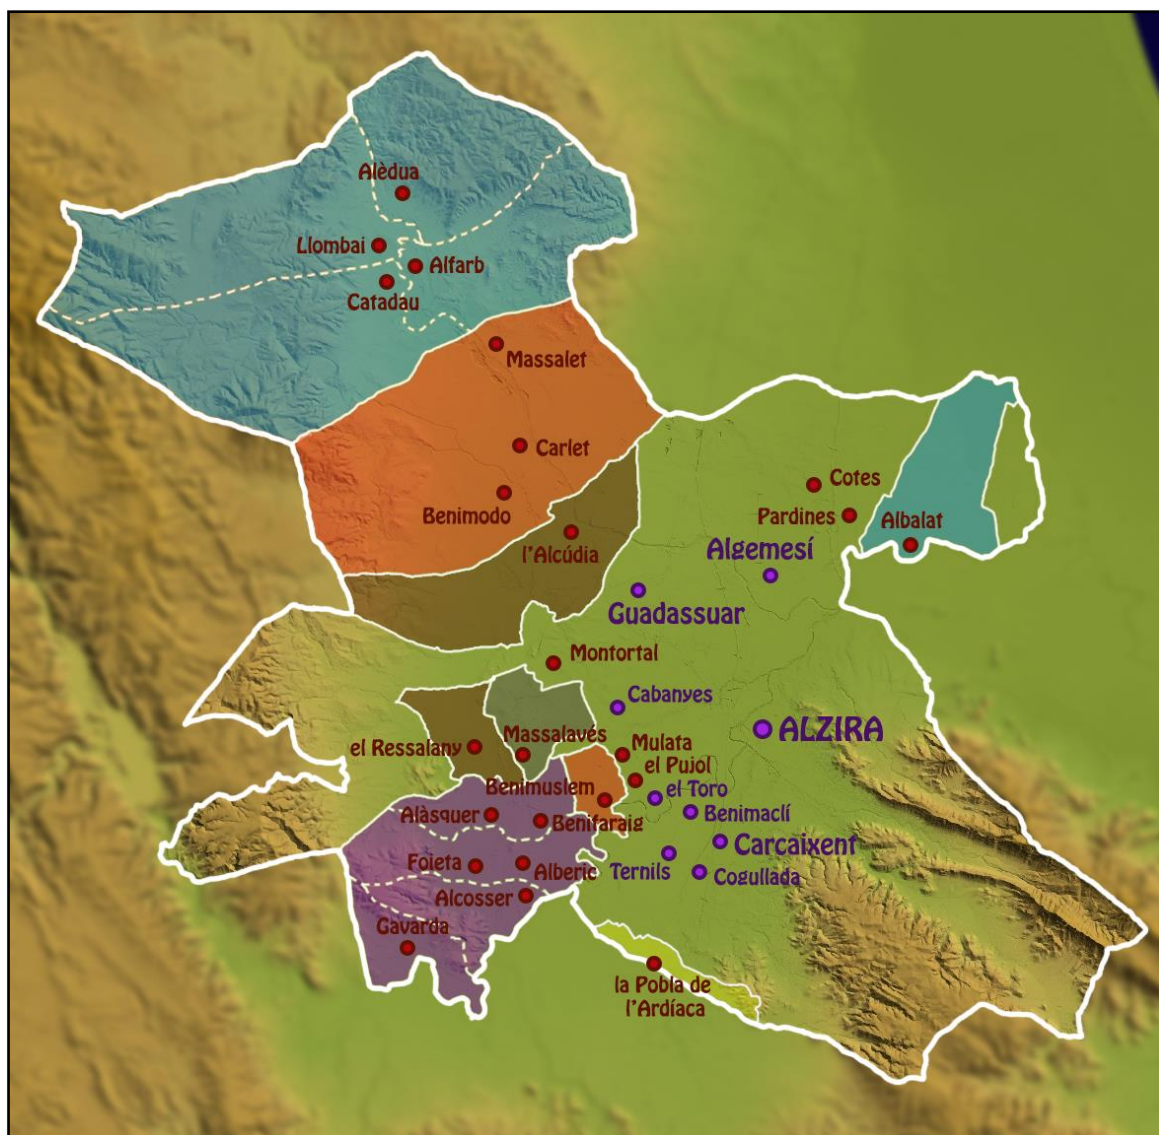 Alèdua
Llombai
Alfarb
Catadau
Massalet
Carlet
Benimodo
l'Alcúdia
Cotes
Pardines
Albalat
Algemesí
Guadassuar
Montortal
Cabanyes
ALZIRA
Massalavés
el Ressalany
Mulata
el Pujol
el Toro
Benimuslem
Benimaclí
Alàsquer
Benifaraig
Carcaixent
Foieta
Alberic
Ternils
Cogullada
Alcosser
Gavarda
la Pobla de
l'Ardíaca